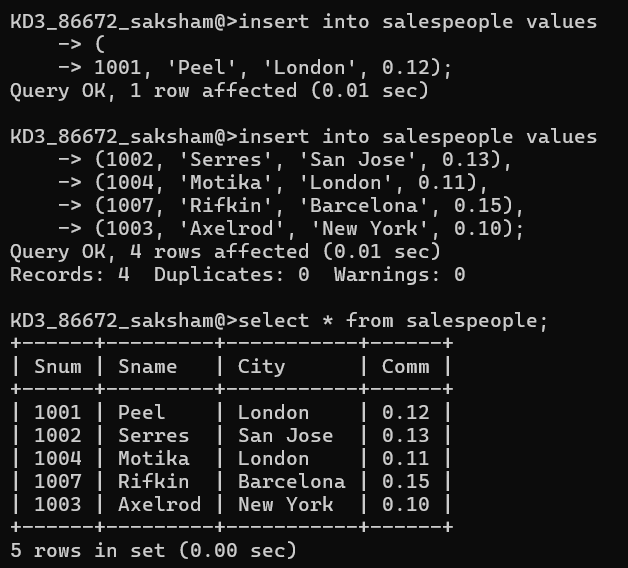 KD3_86672_saksham@>insert into salespeople values
    -> (
    -> 1001, 'Peel', 'London', 0.12);
Query OK, 1 row affected (0.01 sec)

KD3_86672_saksham@>insert into salespeople values
    -> (1002, 'Serres', 'San Jose', 0.13),
    -> (1004, 'Motika', 'London', 0.11),
    -> (1007, 'Rifkin', 'Barcelona', 0.15),
    -> (1003, 'Axelrod', 'New York', 0.10);
Query OK, 4 rows affected (0.01 sec)
Records: 4  Duplicates: 0  Warnings: 0

KD3_86672_saksham@>select * from salespeople;
+------+---------+-----------+------+
| Snum | Sname   | City      | Comm |
+------+---------+-----------+------+
| 1001 | Peel    | London    | 0.12 |
| 1002 | Serres  | San Jose  | 0.13 |
| 1004 | Motika  | London    | 0.11 |
| 1007 | Rifkin  | Barcelona | 0.15 |
| 1003 | Axelrod | New York  | 0.10 |
+------+---------+-----------+------+
5 rows in set (0.00 sec)